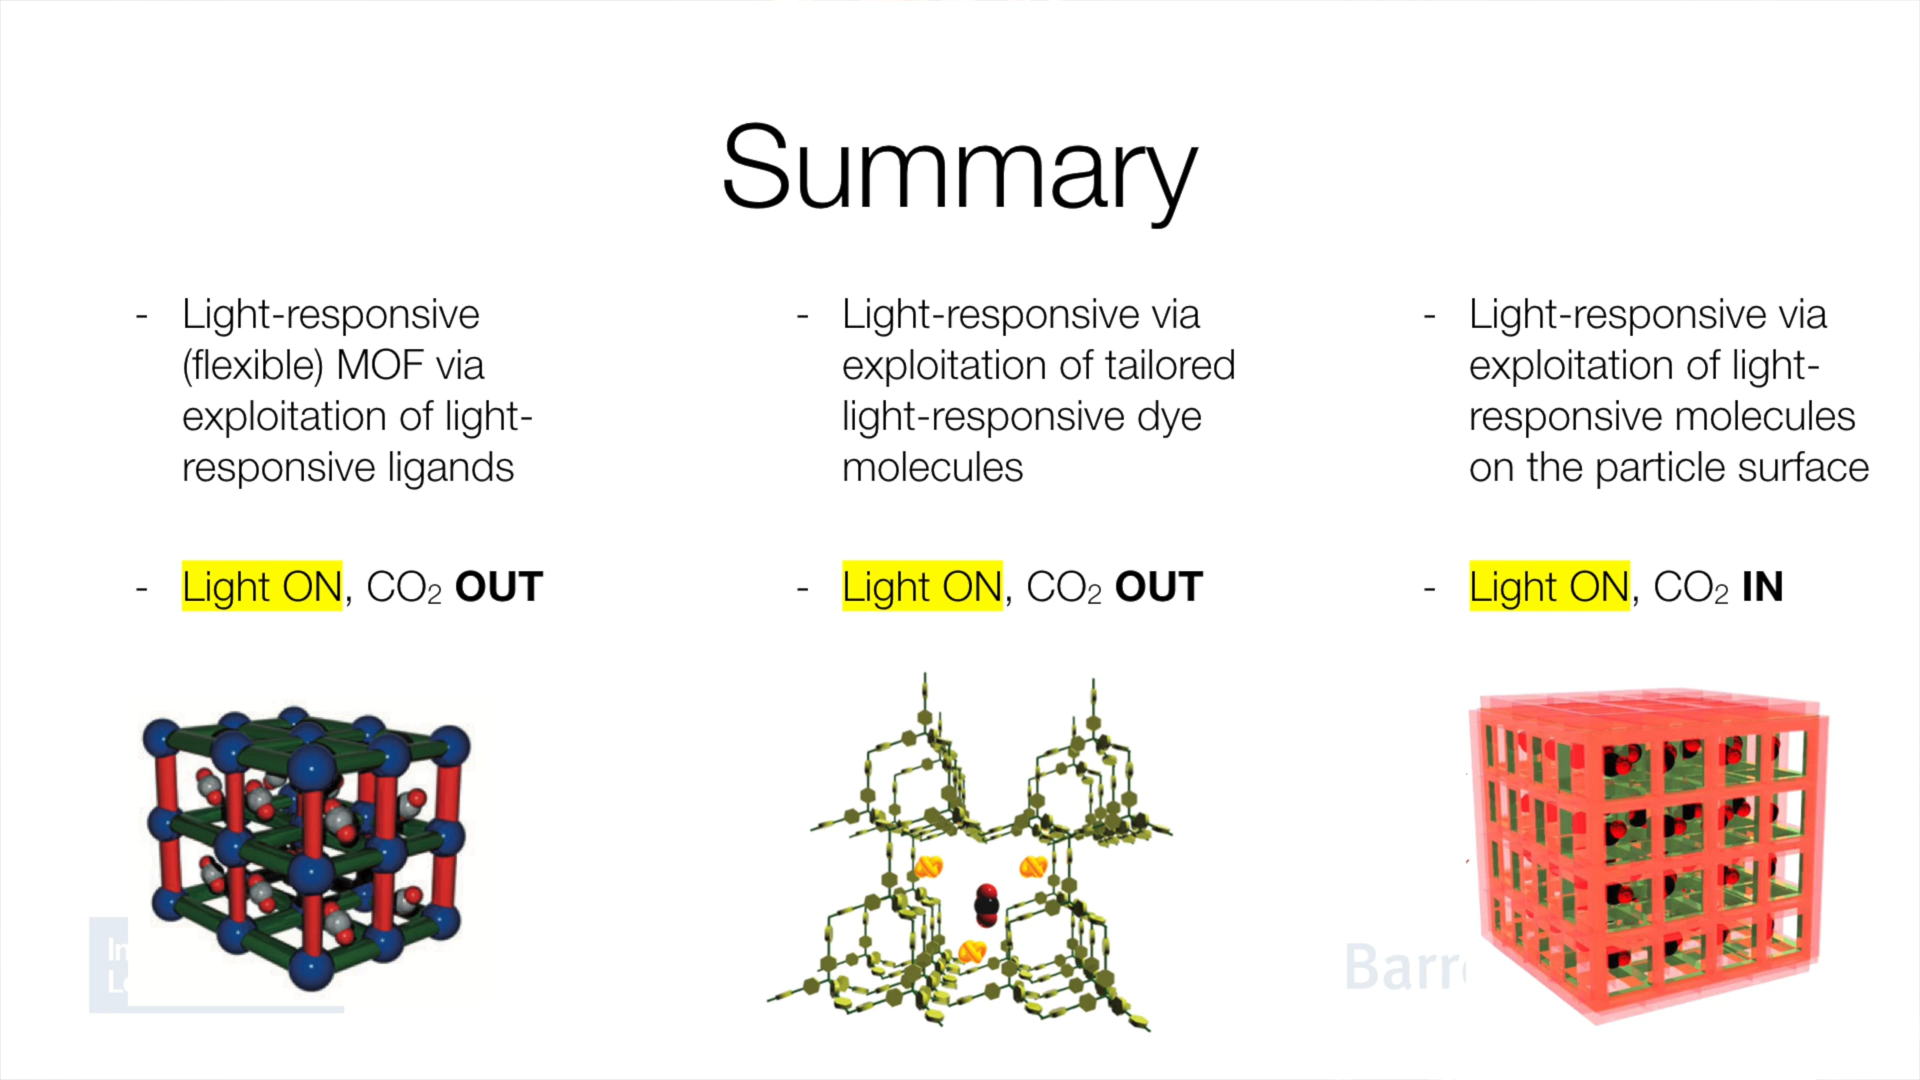 Summary
- Light-responsive
(flexible) MOF via
exploitation of light-
responsive ligands
- Light ON, CO₂ OUT
- Light-responsive via
exploitation of tailored
light-responsive dye
molecules
- Light ON, CO₂ OUT
- Light-responsive via
exploitation of light-
responsive molecules
on the particle surface
- Light ON, CO₂ IN